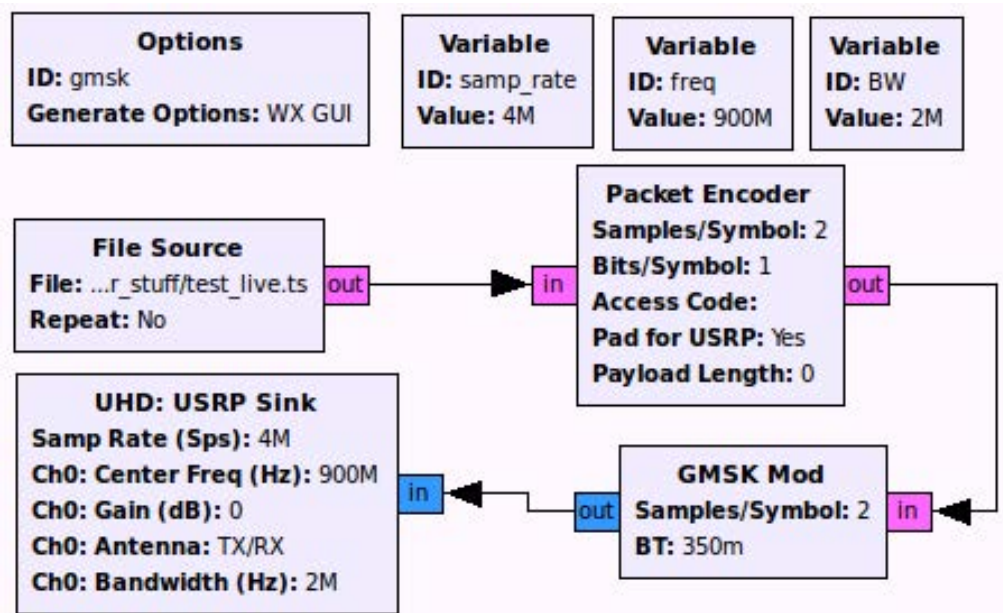 Options
ID: gmsk
Generate Options: WX GUI
Variable
ID: samp_rate
Value: 4M
Variable
ID: freq
Value: 900M
Variable
ID: BW
Value: 2M
File Source
File: ...r_stuff/test_live.ts
Repeat: No
out
in
Packet Encoder
Samples/Symbol: 2
Bits/Symbol: 1
Access Code:
Pad for USRP: Yes
Payload Length: 0
out
UHD: USRP Sink
Samp Rate (Sps): 4M
Ch0: Center Freq (Hz): 900M
Ch0: Gain (dB): 0
Ch0: Antenna: TX/RX
Ch0: Bandwidth (Hz): 2M
in
out
GMSK Mod
Samples/Symbol: 2
BT: 350m
in